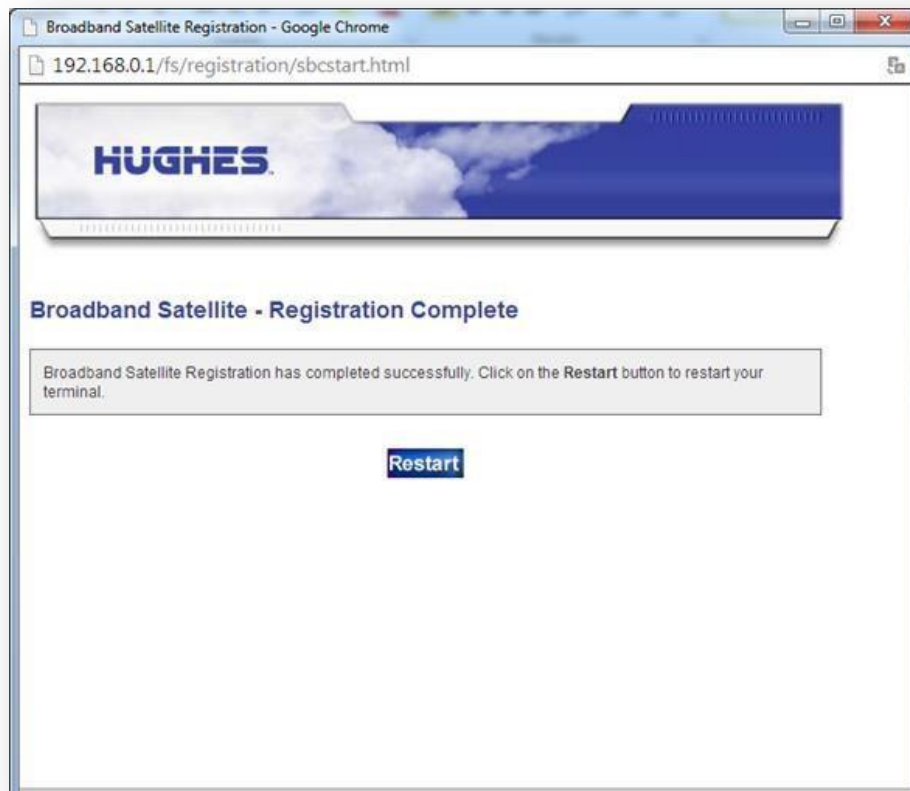 Broadband Satellite Registration - Google Chrome
192.168.0.1/fs/registration/sbcstart.html
HUGHES.
Broadband Satellite - Registration Complete
Broadband Satellite Registration has completed successfully. Click on the Restart button to restart your
terminal.
Restart